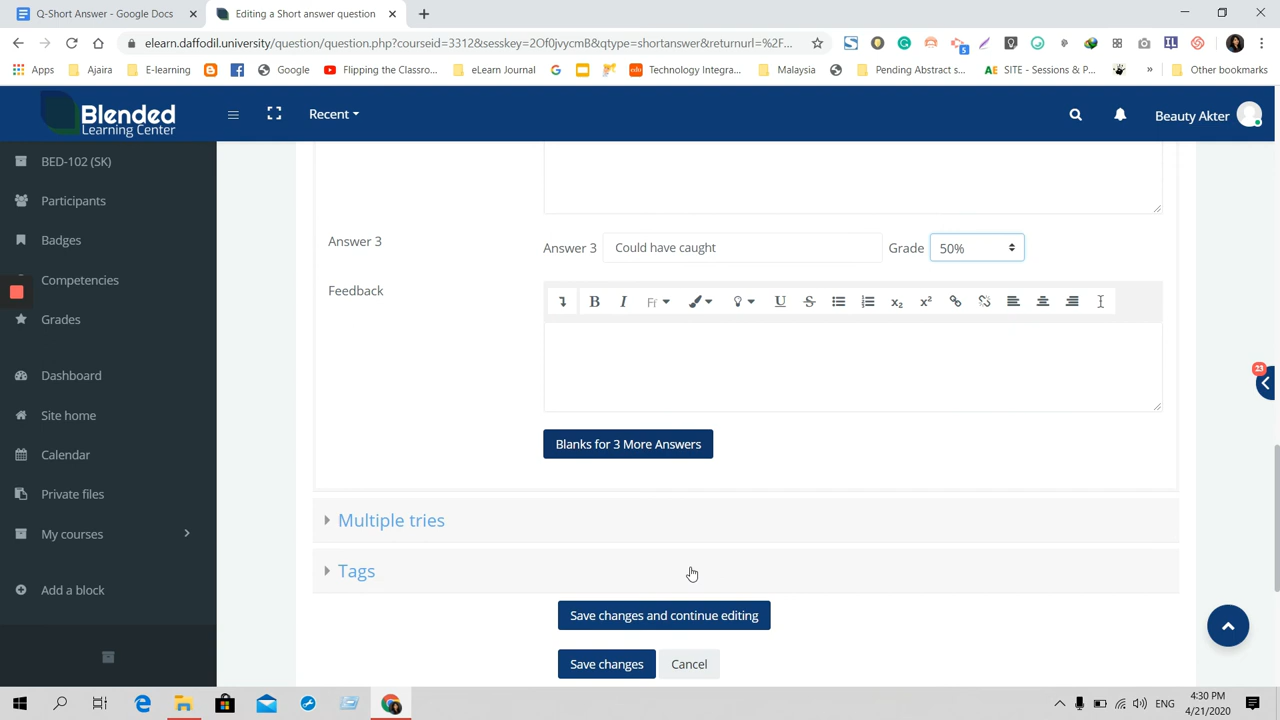 Q-Short Answer - Google Docs
Editing a Short answer question
elearn.daffodil.university/question/question.php?courseid=3312&sesskey=2Of0jvycmB&qtype=shortanswer&returnurl=%2F...
Apps
Ajaira
E-learning
Google
Flipping the Classro...
eLearn Journal
Technology Integra...
Malaysia
Pending Abstract s...
SITE - Sessions & P...
»
Other bookmarks
Blended
Learning Center
Recent
Beauty Akter
BED-102 (SK)
Participants
Badges
Competencies
Grades
Dashboard
Site home
Calendar
Private files
My courses
Add a block
Answer 3
Answer 3 Could have caught Grade 50%
Feedback
Blanks for 3 More Answers
Multiple tries
Tags
Save changes and continue editing
Save changes Cancel
23
ENG
4:30 PM
4/21/2020